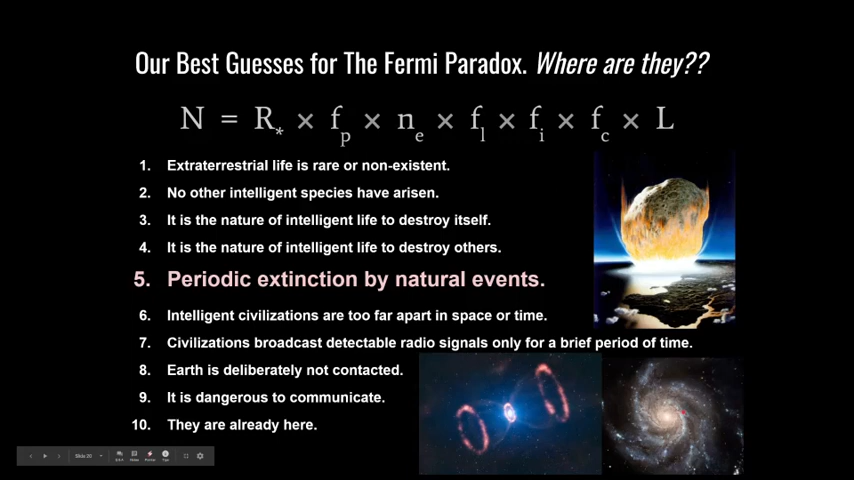 Our Best Guesses for The Fermi Paradox. Where are they??
N = R* × fp × ne × fl × fi × fc × L
1. Extraterrestrial life is rare or non-existent.
2. No other intelligent species have arisen.
3. It is the nature of intelligent life to destroy itself.
4. It is the nature of intelligent life to destroy others.
5. Periodic extinction by natural events.
6. Intelligent civilizations are too far apart in space or time.
7. Civilizations broadcast detectable radio signals only for a brief period of time.
8. Earth is deliberately not contacted.
9. It is dangerous to communicate.
10. They are already here.
Slide 20